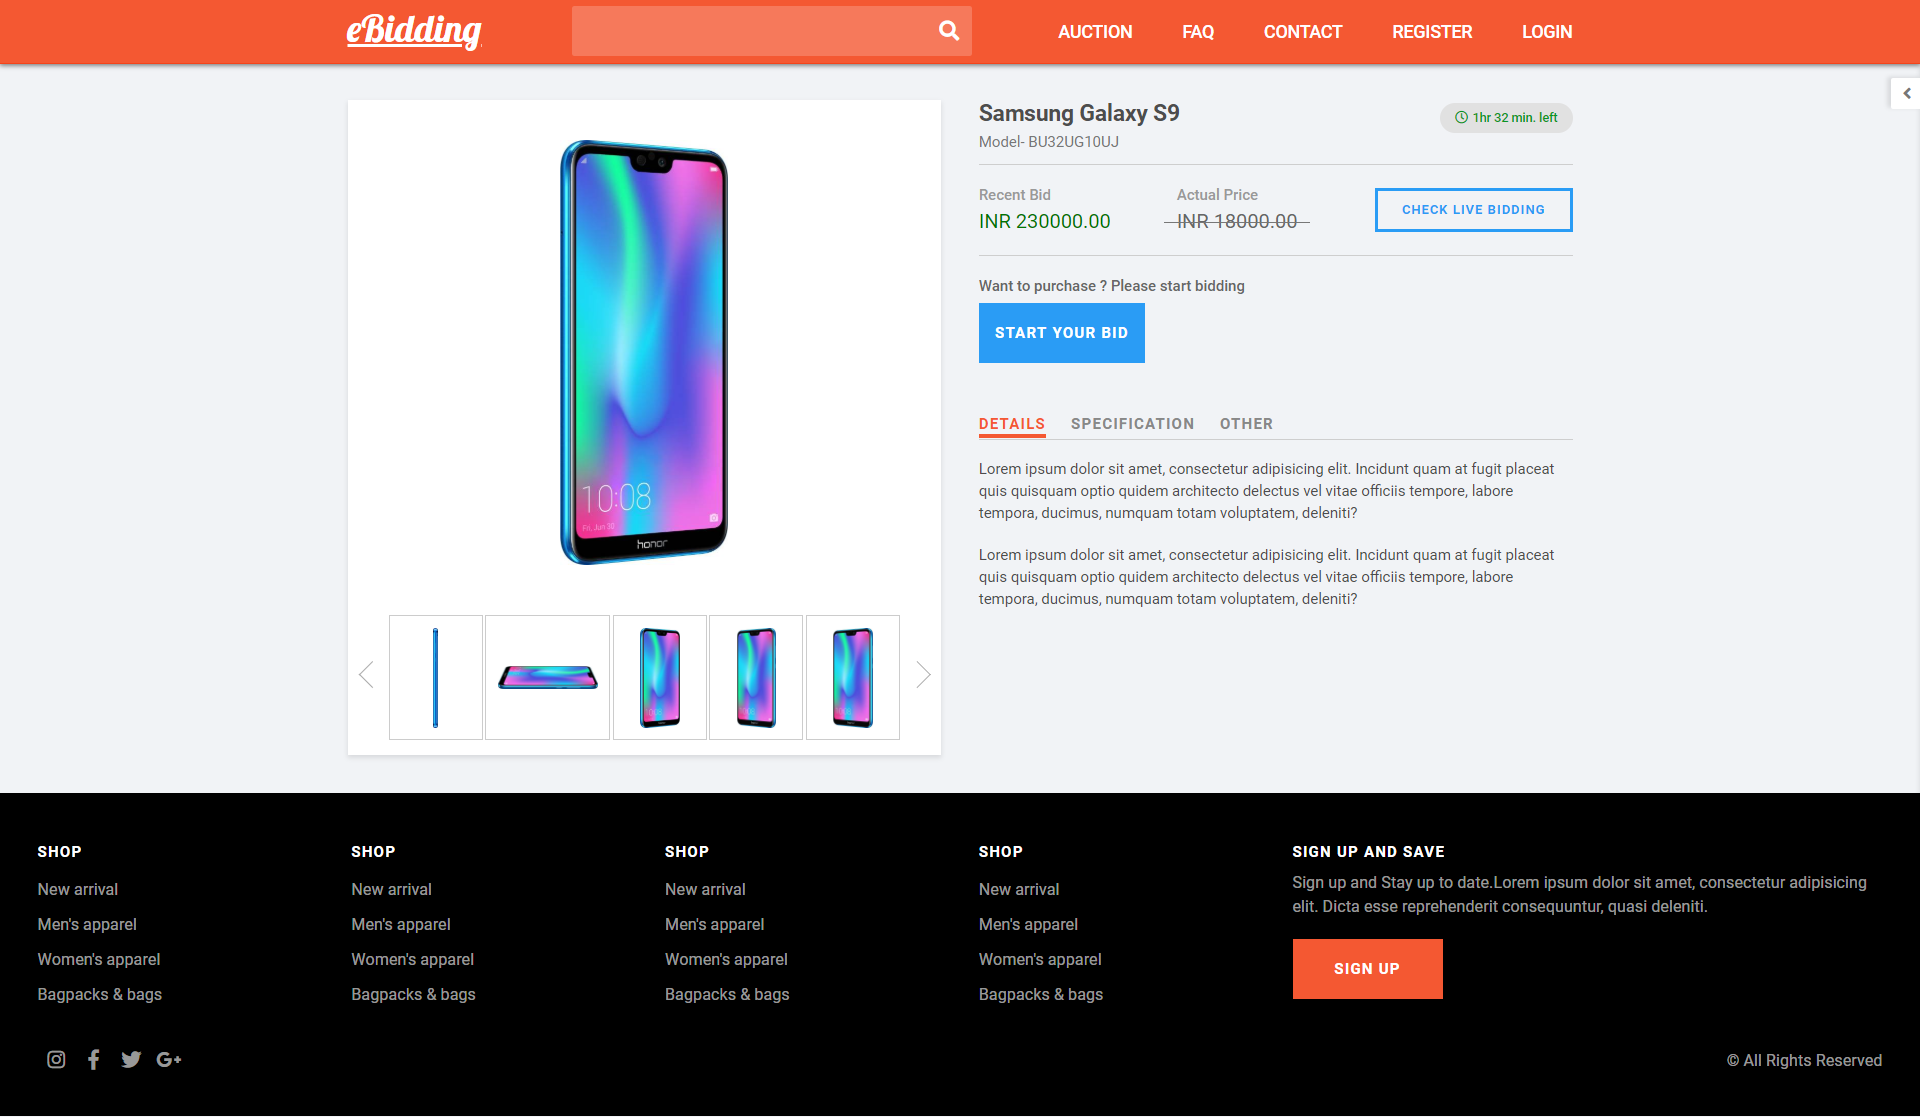 eBidding
AUCTION FAQ CONTACT REGISTER LOGIN
Samsung Galaxy S9
1hr 32 min. left
Model- BU32UG10UJ
Recent Bid
Actual Price
INR 230000.00
INR 18000.00
CHECK LIVE BIDDING
Want to purchase ? Please start bidding
START YOUR BID
10:08
Fri, Jun 30
honor
DETAILS SPECIFICATION OTHER
Lorem ipsum dolor sit amet, consectetur adipisicing elit. Incidunt quam at fugit placeat
quis quisquam optio quidem architecto delectus vel vitae officiis tempore, labore
tempora, ducimus, numquam totam voluptatem, deleniti?
Lorem ipsum dolor sit amet, consectetur adipisicing elit. Incidunt quam at fugit placeat
quis quisquam optio quidem architecto delectus vel vitae officiis tempore, labore
tempora, ducimus, numquam totam voluptatem, deleniti?
SHOP
New arrival
Men's apparel
Women's apparel
Bagpacks & bags
SHOP
New arrival
Men's apparel
Women's apparel
Bagpacks & bags
SHOP
New arrival
Men's apparel
Women's apparel
Bagpacks & bags
SHOP
New arrival
Men's apparel
Women's apparel
Bagpacks & bags
SIGN UP AND SAVE
Sign up and Stay up to date.Lorem ipsum dolor sit amet, consectetur adipisicing
elit. Dicta esse reprehenderit consequuntur, quasi deleniti.
SIGN UP
© All Rights Reserved